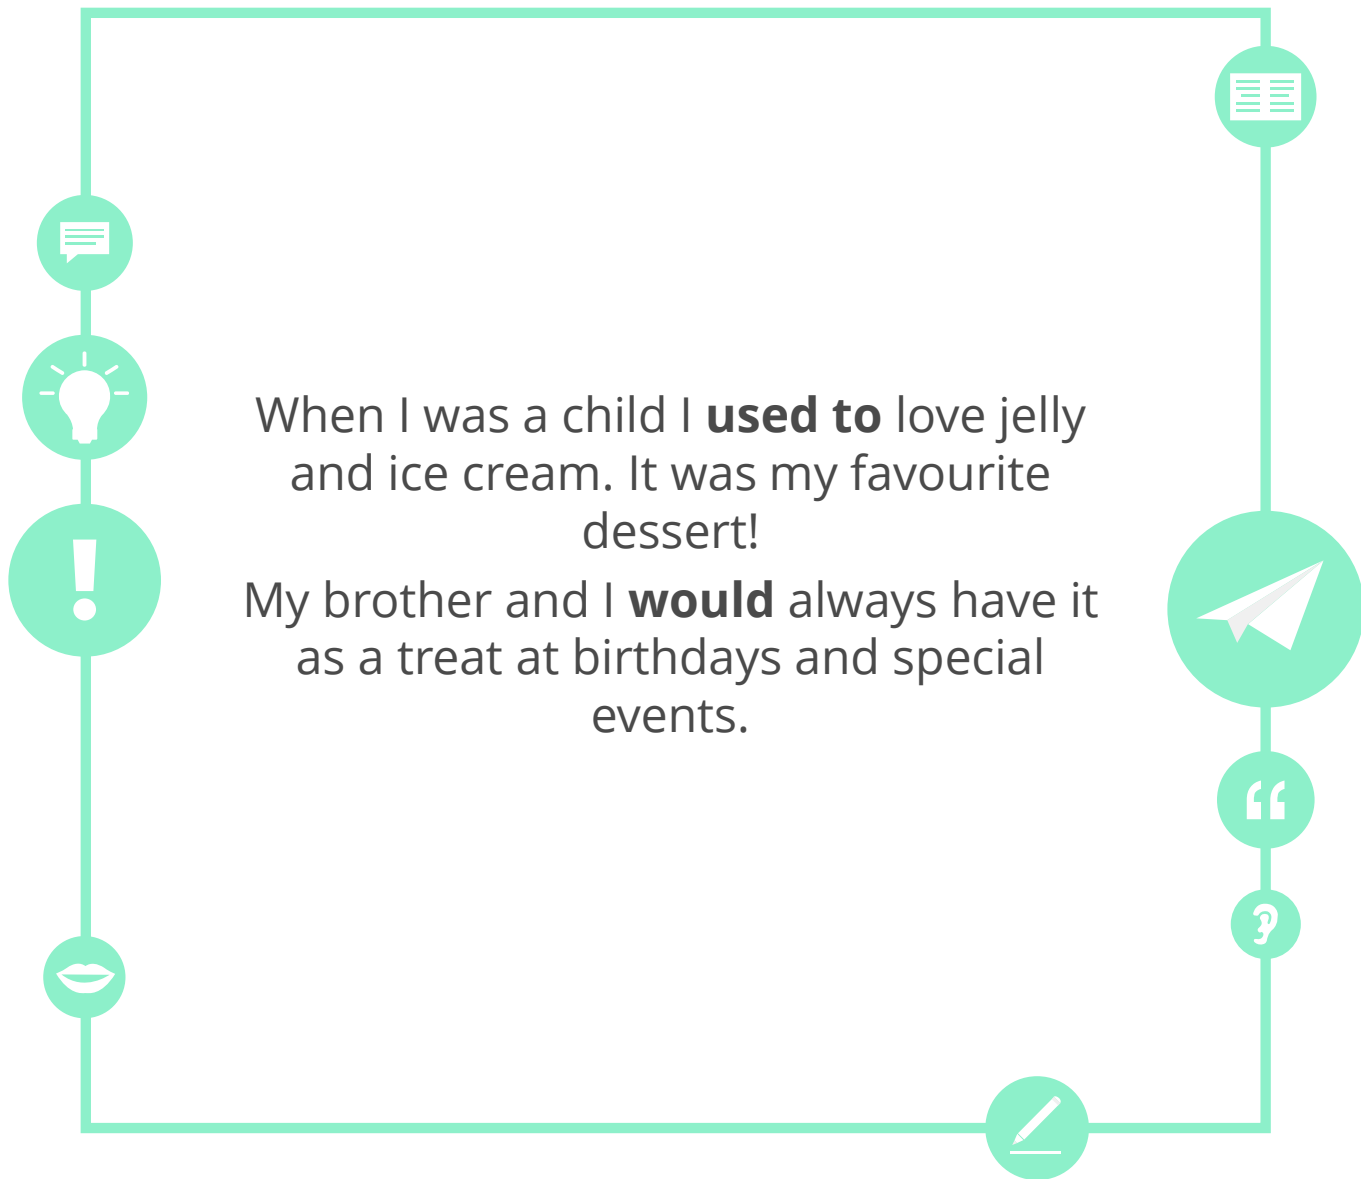 When I was a child I used to love jelly
and ice cream. It was my favourite
dessert!
My brother and I would always have it
as a treat at birthdays and special
events.